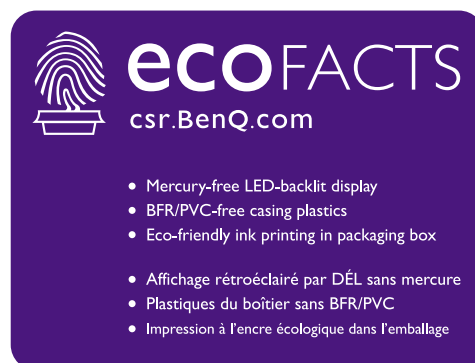 ecoFACTS
csr.BenQ.com
• Mercury-free LED-backlit display
• BFR/PVC-free casing plastics
• Eco-friendly ink printing in packaging box
• Affichage rétroéclairé par DÉL sans mercure
• Plastiques du boîtier sans BFR/PVC
• Impression à l'encre écologique dans l'emballage